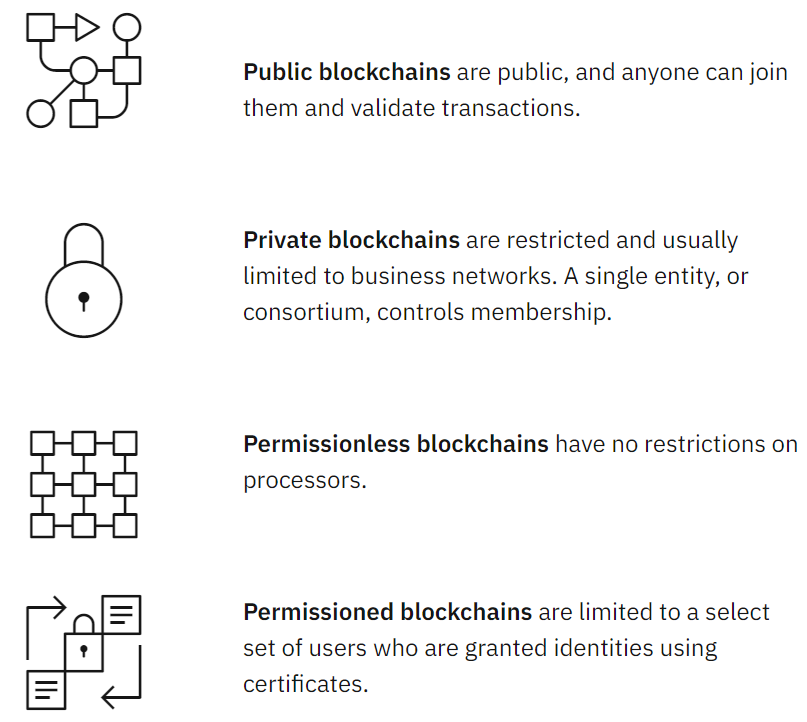 Public blockchains are public, and anyone can join
them and validate transactions.
Private blockchains are restricted and usually
limited to business networks. A single entity, or
consortium, controls membership.
Permissionless blockchains have no restrictions on
processors.
Permissioned blockchains are limited to a select
set of users who are granted identities using
certificates.